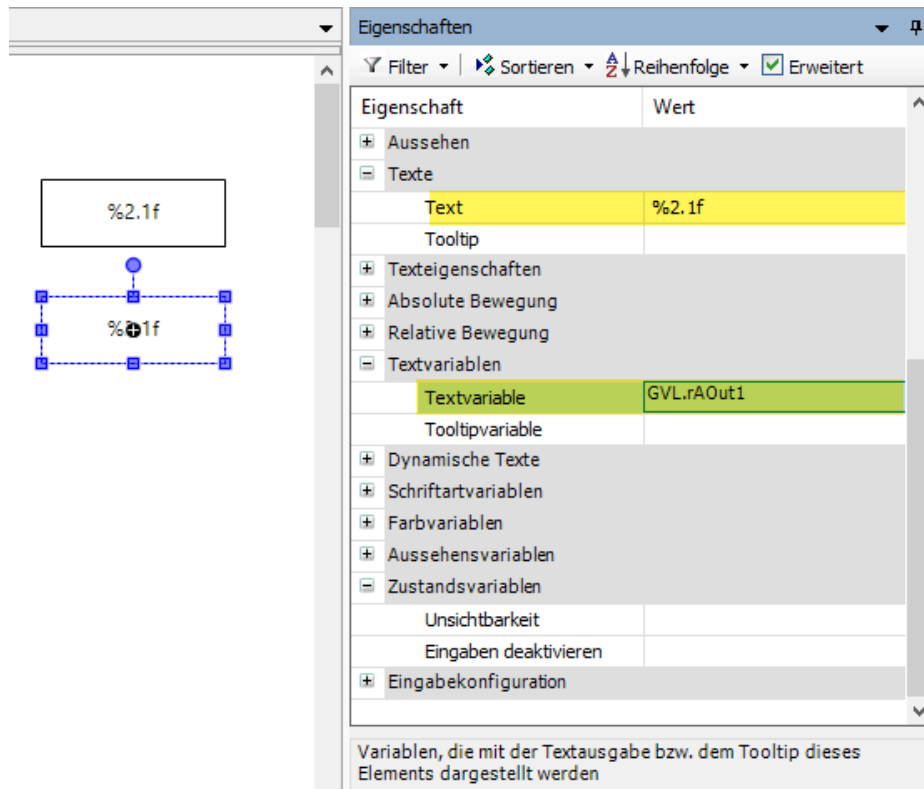 Eigenschaften
Filter Sortieren Reihenfolge Erweitert
Eigenschaft Wert
Aussehen
Texte
Text %2.1f
Tooltip
Texteigenschaften
Absolute Bewegung
Relative Bewegung
Textvariablen
Textvariable GVL.rAOut1
Tooltipvariable
Dynamische Texte
Schriftartvariablen
Farbvariablen
Aussehensvariablen
Zustandsvariablen
Unsichtbarkeit
Eingaben deaktivieren
Eingabekonfiguration
Variablen, die mit der Textausgabe bzw. dem Tooltip dieses
Elements dargestellt werden
%2.1f